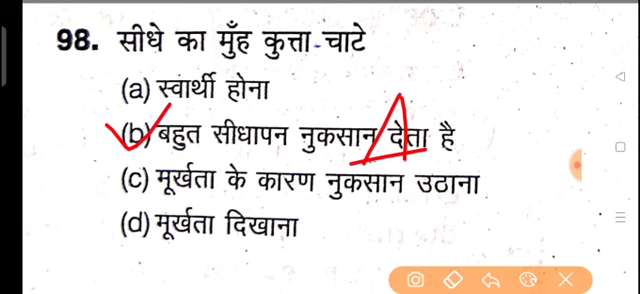 98. सीधे का मुँह कुत्ता चाटे
(a) स्वार्थी होना
(b) बहुत सीधापन नुकसान देता है
(c) मूर्खता के कारण नुकसान उठाना
(d) मूर्खता दिखाना